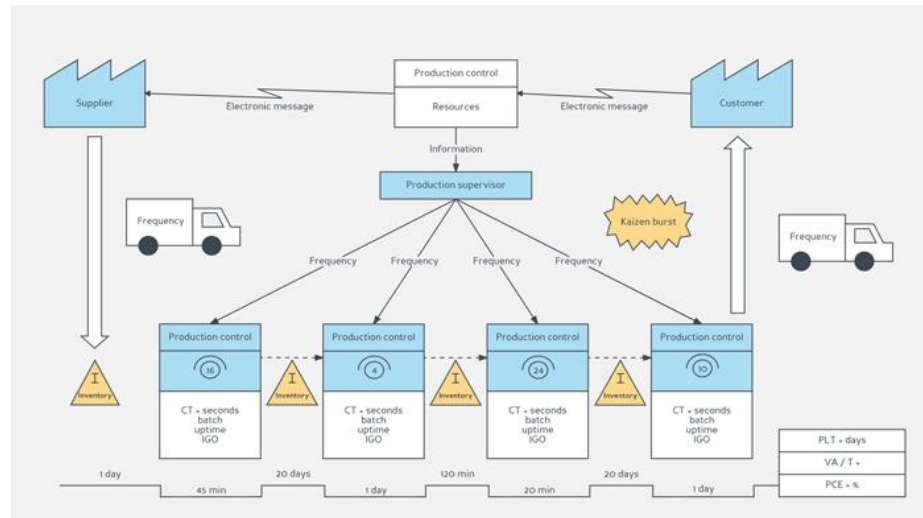 Production control
Supplier
Electronic message
Resources
Electronic message
Customer
Information
Production supervisor
Frequency
Kaizen burst
Frequency
Frequency
Frequency
Frequency
Frequency
Production control
Production control
Production control
Production control
16
4
24
10
I
Inventory
I
Inventory
I
Inventory
I
Inventory
CT + seconds
batch
uptime
IGO
CT + seconds
batch
uptime
IGO
CT + seconds
batch
uptime
IGO
CT + seconds
batch
uptime
IGO
PLT + days
VA / T +
PCE + %
1 day
45 min
20 days
1 day
120 min
20 min
20 days
1 day